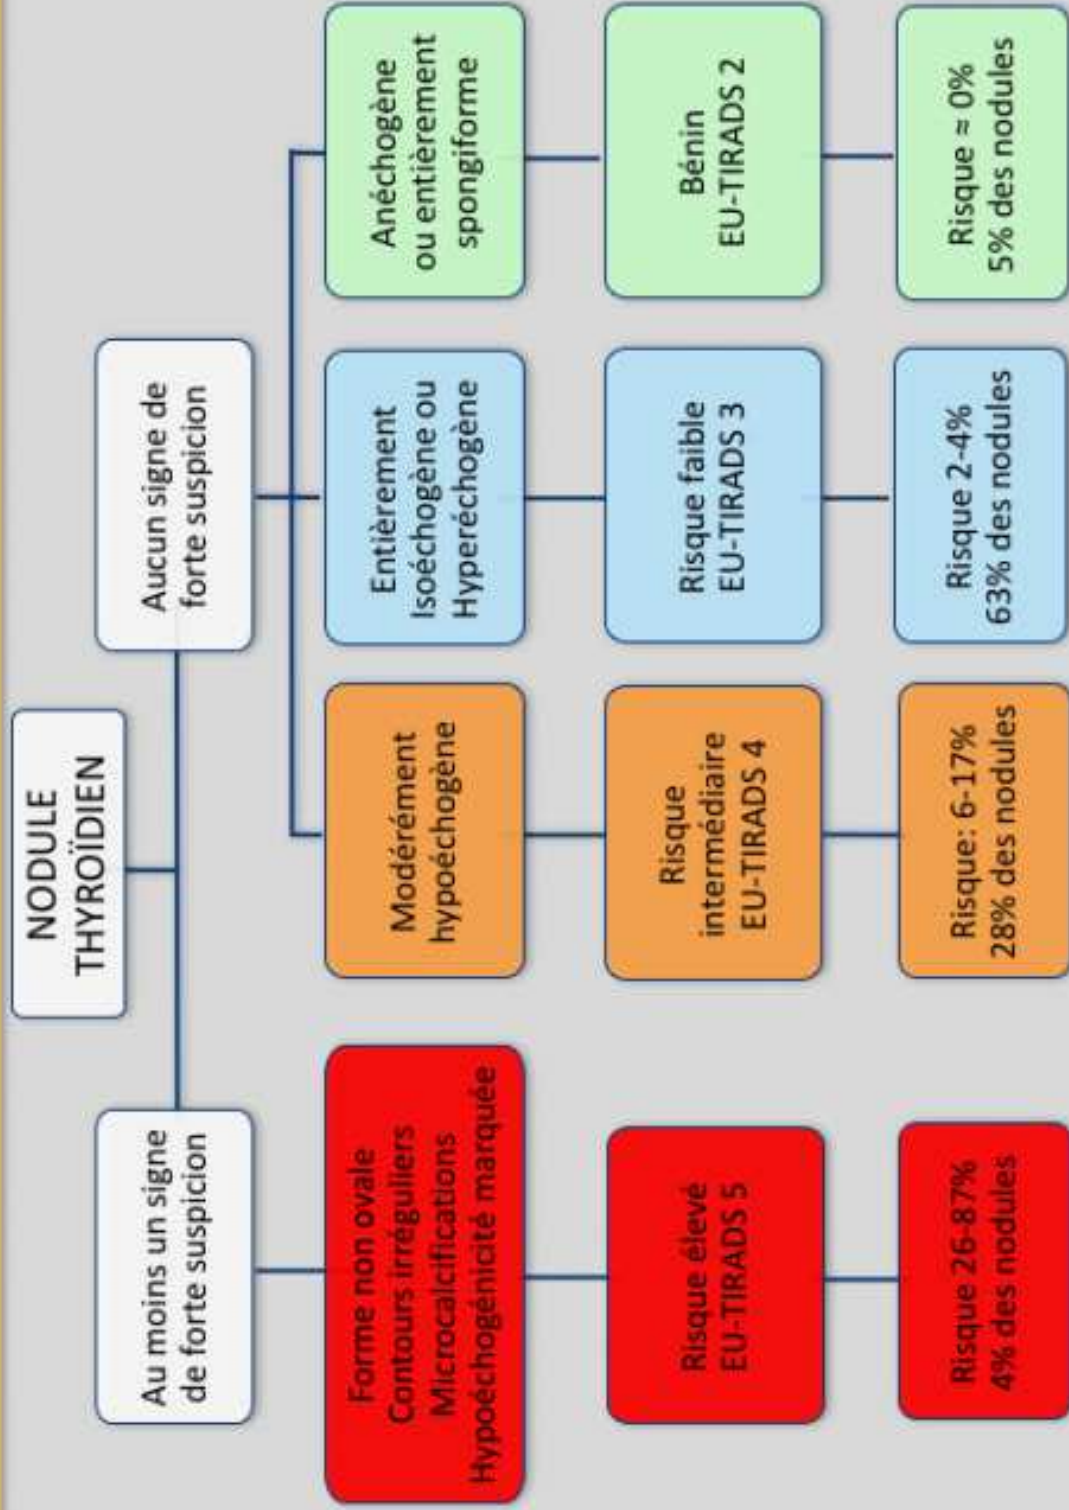 NODULE
THYROÏDIEN
Au moins un signe
de forte suspicion
Aucun signe de
forte suspicion
Forme non ovale
Contours irréguliers
Microcalcifications
Hypoéchogénicité marquée
Modérément
hypoéchogène
Entièrement
Isoéchogène ou
Hyperéchogène
Anéchogène
ou entièrement
spongiforme
Risque élevé
EU-TIRADS 5
Risque
intermédiaire
EU-TIRADS 4
Risque faible
EU-TIRADS 3
Bénin
EU-TIRADS 2
Risque 26-87%
4% des nodules
Risque: 6-17%
28% des nodules
Risque 2-4%
63% des nodules
Risque ≈ 0%
5% des nodules